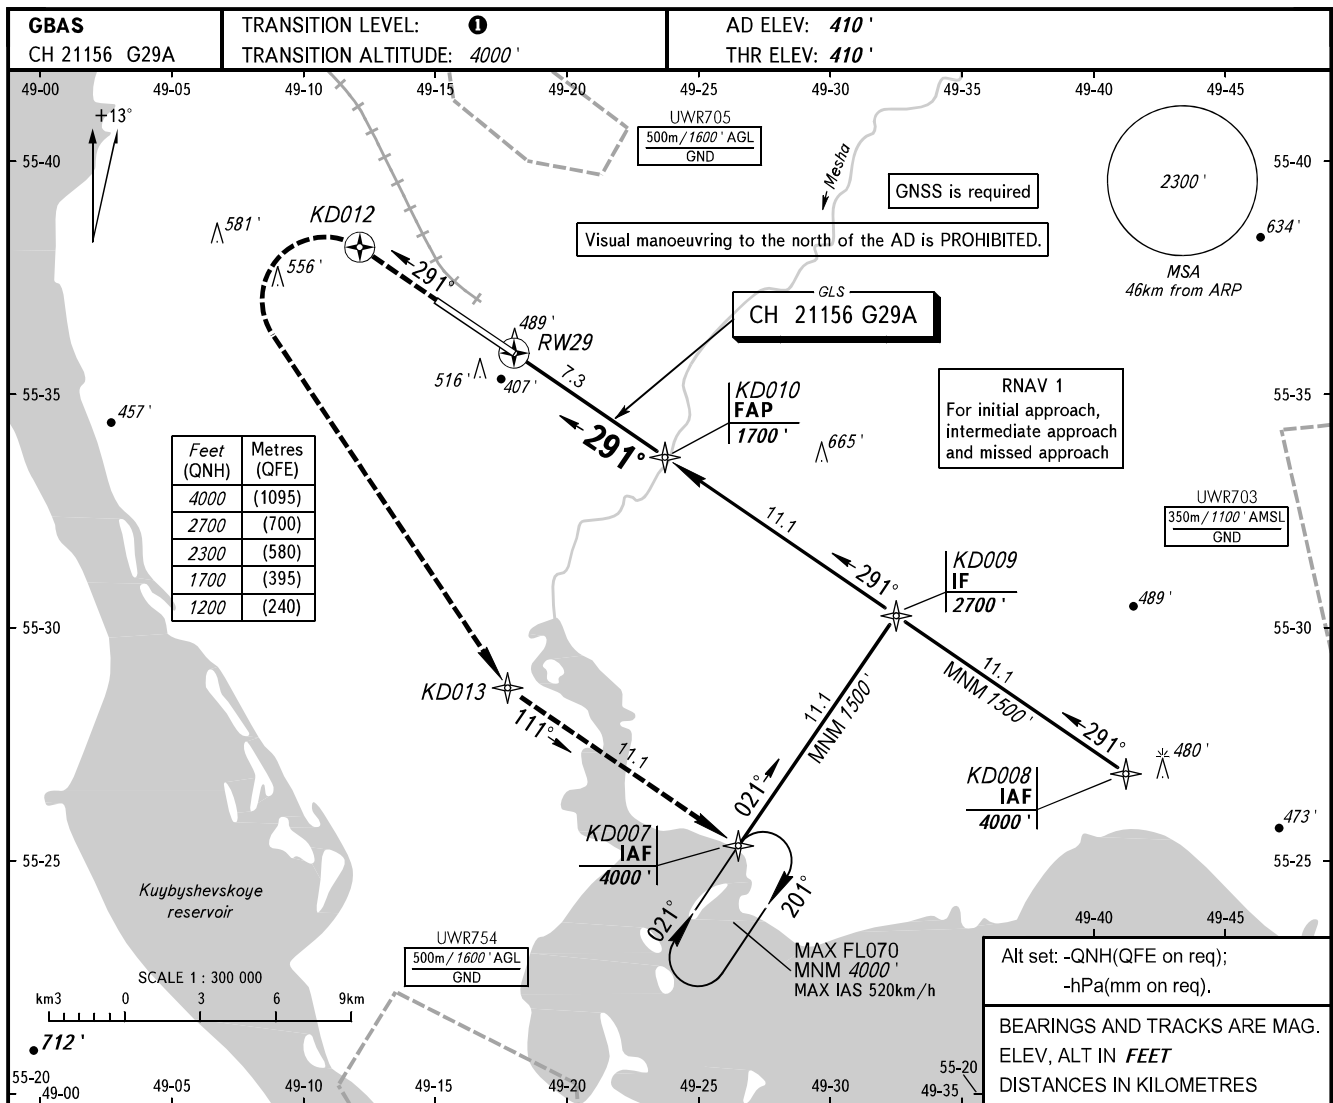 GBAS
CH 21156 G29A
TRANSITION LEVEL: 1
TRANSITION ALTITUDE: 4000'
AD ELEV: 410'
THR ELEV: 410'
49-00 49-05 49-10 49-15 49-20 49-25 49-30 49-35 49-40 49-45
+13°
UWR705
500m/1600' AGL
GND
55-40
55-40
Mesha
GNSS is required
2300'
MSA
46km from ARP
634'
Visual manoeuvring to the north of the AD is PROHIBITED.
KD012
581'
556'
291°
GLS
CH 21156 G29A
489'
RW29
516'
407'
7.3
55-35
55-35
457'
KD010
FAP
1700'
291°
665'
RNAV 1
For initial approach,
intermediate approach
and missed approach
Feet
(QNH)
Metres
(QFE)
4000 (1095)
2700 (700)
2300 (580)
1700 (395)
1200 (240)
UWR703
350m/1100' AMSL
GND
11.1
291°
KD009
IF
2700'
489'
55-30
55-30
KD013
111°
11.1
11.1
MNM 1500'
11.1
MNM 1500'
291°
480'
KD008
IAF
4000'
021°
KD007
IAF
4000'
473'
55-25
55-25
201°
021°
Kuybyshevskoye
reservoir
49-40 49-45
UWR754
500m/1600' AGL
GND
MAX FL070
MNM 4000'
MAX IAS 520km/h
SCALE 1 : 300 000
km3 0 3 6 9km
712'
Alt set: -QNH(QFE on req);
-hPa(mm on req).
BEARINGS AND TRACKS ARE MAG.
ELEV, ALT IN FEET
DISTANCES IN KILOMETRES
55-20
55-20
49-00 49-05 49-10 49-15 49-20 49-25 49-30 49-35